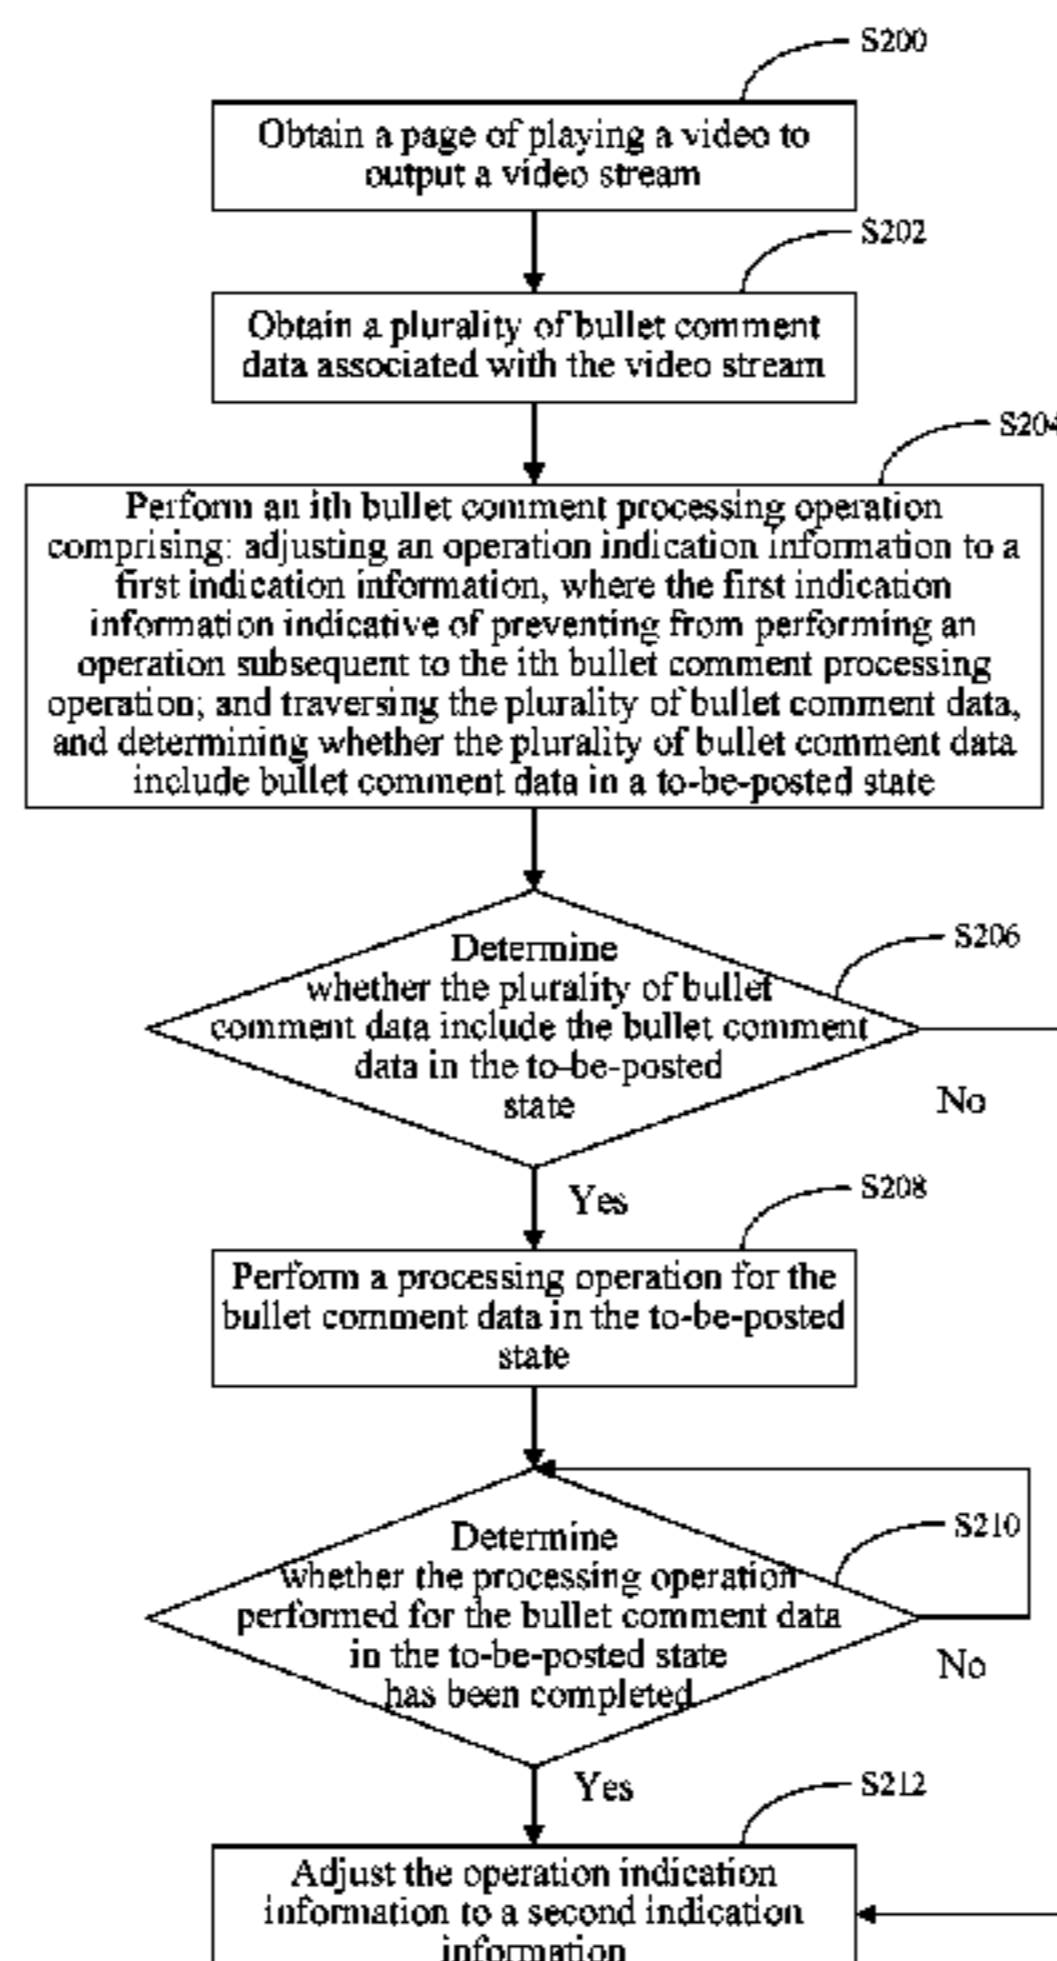 S200
Obtain a page of playing a video to
output a video stream
S202
Obtain a plurality of bullet comment
data associated with the video stream
S204
Perform an ith bullet comment processing operation
comprising: adjusting an operation indication information to a
first indication information, where the first indication
information indicative of preventing from performing an
operation subsequent to the ith bullet comment processing
operation; and traversing the plurality of bullet comment data,
and determining whether the plurality of bullet comment data
include bullet comment data in a to-be-posted state
S206
Determine
whether the plurality of bullet
comment data include the bullet comment
data in the to-be-posted
state
No
Yes
S208
Perform a processing operation for the
bullet comment data in the to-be-posted
state
S210
Determine
whether the processing operation
performed for the bullet comment data
in the to-be-posted state
has been completed
No
Yes
S212
Adjust the operation indication
information to a second indication
information